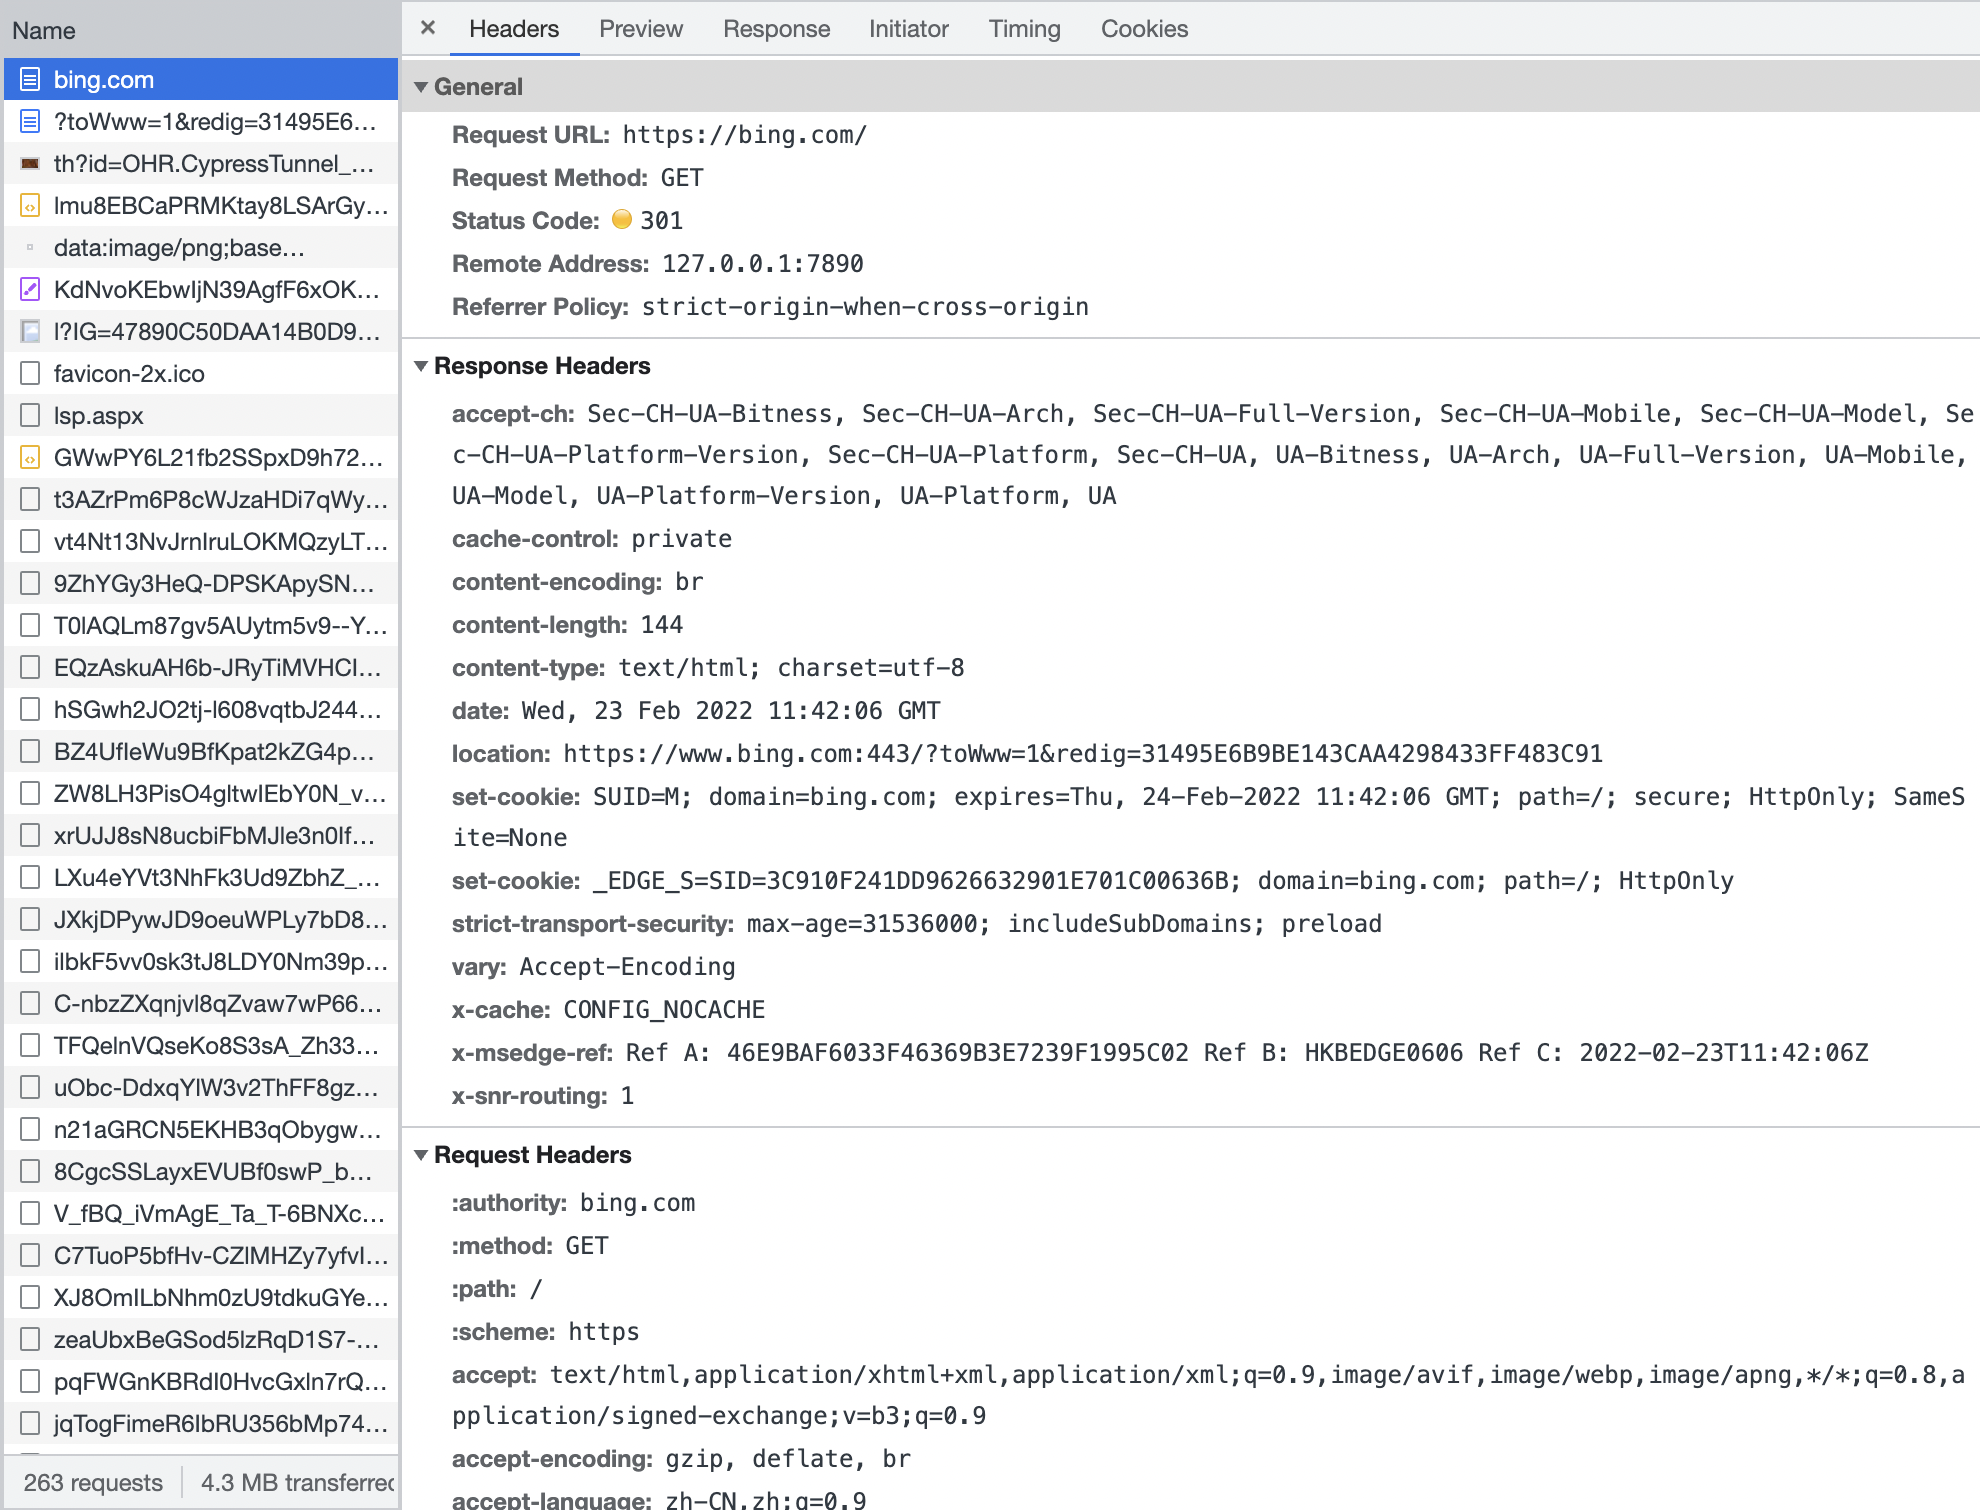 Name
bing.com
?toWww=1&redig=31495E6...
th?id=OHR.CypressTunnel_...
lmu8EBCaPRMKtay8LSArGy...
data:image/png;base...
KdNvoKEbwIjN39AgfF6xOK...
l?IG=47890C50DAA14B0D9...
favicon-2x.ico
lsp.aspx
GWwPY6L21fb2SSpxD9h72...
t3AZrPm6P8cWJzaHDi7qWy...
vt4Nt13NvJrnIruLOKMQzyLT...
9ZhYGy3HeQ-DPSKApySN...
T0lAQLm87gv5AUytm5v9--Y...
EQzAskuAH6b-JRyTiMVHCI...
hSGwh2JO2tj-l608vqtbJ244...
BZ4UfIeWu9BfKpat2kZG4p...
ZW8LH3PisO4gltwIEbY0N_v...
xrUJJ8sN8ucbiFbMJle3n0lf...
LXu4eYVt3NhFk3Ud9ZbhZ_...
JXkjDPywJD9oeuWPLy7bD8...
ilbkF5vv0sk3tJ8LDY0Nm39p...
C-nbzZXqnjvl8qZvaw7wP66...
TFQelnVQseKo8S3sA_Zh33...
uObc-DdxqYlW3v2ThFF8gz...
n21aGRCN5EKHB3qObygw...
8CgcSSLayxEVUBf0swP_b...
V_fBQ_iVmAgE_Ta_T-6BNXc...
C7TuoP5bfHv-CZlMHZy7yfvI...
XJ8OmILbNhm0zU9tdkuGYe...
zeaUbxBeGSod5lzRqD1S7-...
pqFWGnKBRdI0HvcGxIn7rQ...
jqTogFimeR6IbRU356bMp74...
263 requests 4.3 MB transferred
Headers Preview Response Initiator Timing Cookies
General
Request URL: https://bing.com/
Request Method: GET
Status Code: 301
Remote Address: 127.0.0.1:7890
Referrer Policy: strict-origin-when-cross-origin
Response Headers
accept-ch: Sec-CH-UA-Bitness, Sec-CH-UA-Arch, Sec-CH-UA-Full-Version, Sec-CH-UA-Mobile, Sec-CH-UA-Model, Se
c-CH-UA-Platform-Version, Sec-CH-UA-Platform, Sec-CH-UA, UA-Bitness, UA-Arch, UA-Full-Version, UA-Mobile,
UA-Model, UA-Platform-Version, UA-Platform, UA
cache-control: private
content-encoding: br
content-length: 144
content-type: text/html; charset=utf-8
date: Wed, 23 Feb 2022 11:42:06 GMT
location: https://www.bing.com:443/?toWww=1&redig=31495E6B9BE143CAA4298433FF483C91
set-cookie: SUID=M; domain=bing.com; expires=Thu, 24-Feb-2022 11:42:06 GMT; path=/; secure; HttpOnly; SameS
ite=None
set-cookie: _EDGE_S=SID=3C910F241DD9626632901E701C00636B; domain=bing.com; path=/; HttpOnly
strict-transport-security: max-age=31536000; includeSubDomains; preload
vary: Accept-Encoding
x-cache: CONFIG_NOCACHE
x-msedge-ref: Ref A: 46E9BAF6033F46369B3E7239F1995C02 Ref B: HKBEDGE0606 Ref C: 2022-02-23T11:42:06Z
x-snr-routing: 1
Request Headers
:authority: bing.com
:method: GET
:path: /
:scheme: https
accept: text/html,application/xhtml+xml,application/xml;q=0.9,image/avif,image/webp,image/apng,*/*;q=0.8,a
pplication/signed-exchange;v=b3;q=0.9
accept-encoding: gzip, deflate, br
accept-language: zh-CN,zh;q=0.9